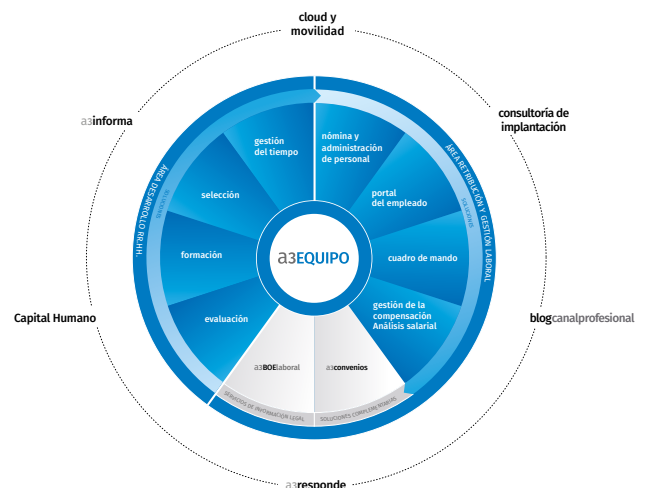 cloud y
movilidad
a3informa
consultoría de
implantación
gestión
del tiempo
nómina y
administración
de personal
selección
portal
del empleado
ÁREA DESARROLLO RR.HH.
SOLUCIONES
ÁREA RETRIBUCIÓN Y GESTIÓN LABORAL
SOLUCIONES
formación
a3EQUIPO
cuadro de mando
evaluación
gestión de la
compensación
Análisis salarial
Capital Humano
blogcanalprofesional
a3BOElaboral
a3convenios
SERVICIOS DE INFORMACIÓN LEGAL
SOLUCIONES COMPLEMENTARIAS
a3responde